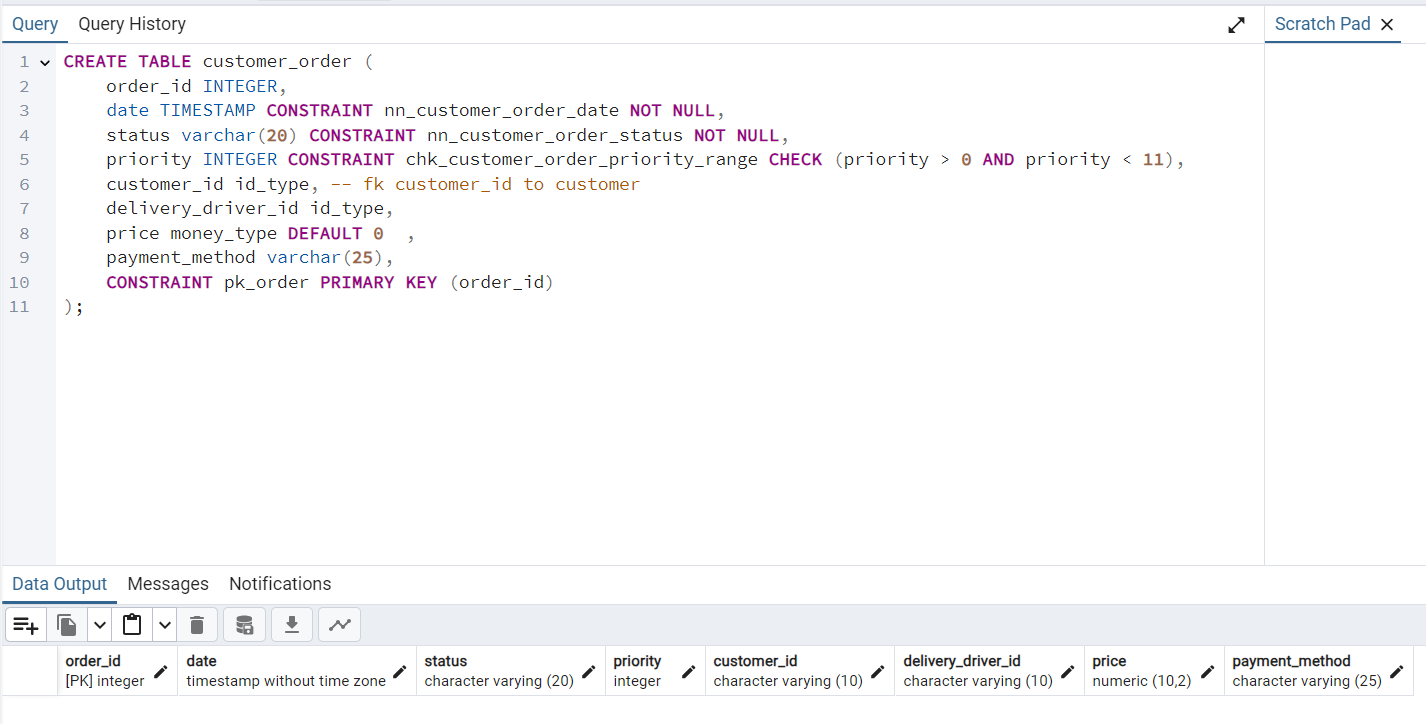 Query Query History Scratch Pad
1 CREATE TABLE customer_order (
2 order_id INTEGER,
3 date TIMESTAMP CONSTRAINT nn_customer_order_date NOT NULL,
4 status varchar(20) CONSTRAINT nn_customer_order_status NOT NULL,
5 priority INTEGER CONSTRAINT chk_customer_order_priority_range CHECK (priority > 0 AND priority < 11),
6 customer_id id_type, -- fk customer_id to customer
7 delivery_driver_id id_type,
8 price money_type DEFAULT 0  ,
9 payment_method varchar(25),
10 CONSTRAINT pk_order PRIMARY KEY (order_id)
11 );
Data Output Messages Notifications
order_id date status priority customer_id delivery_driver_id price payment_method
[PK] integer timestamp without time zone character varying (20) integer character varying (10) character varying (10) numeric (10,2) character varying (25)